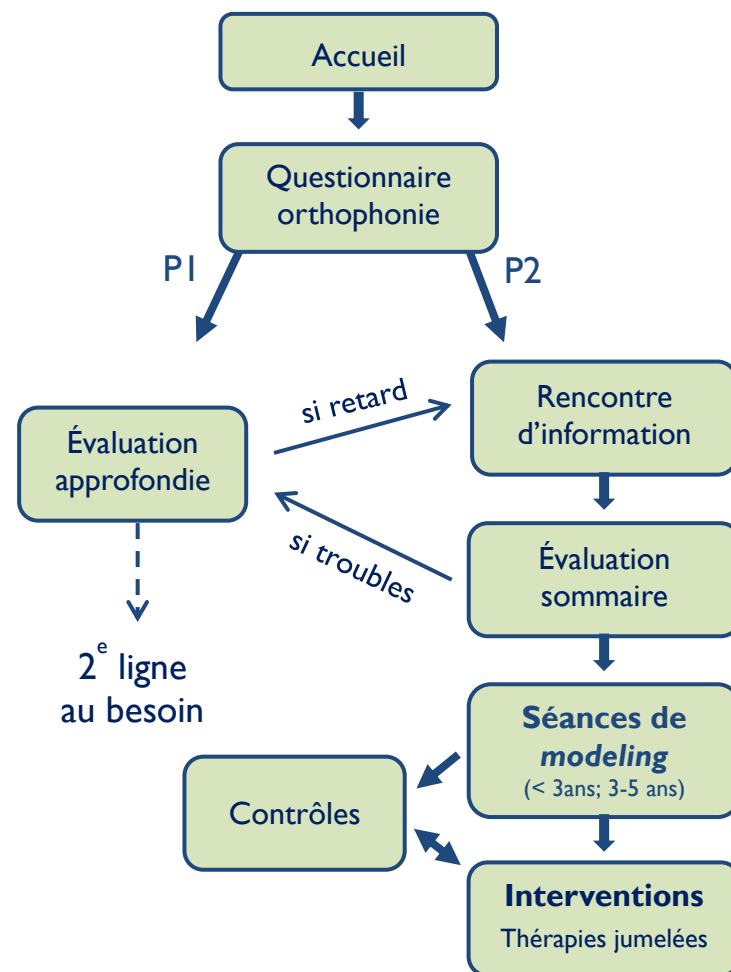 Accueil
Questionnaire
orthophonie
P1
P2
si retard
Rencontre
d'information
Évaluation
approfondie
si troubles
Évaluation
sommaire
2e ligne
au besoin
Séances de
modeling
(< 3ans; 3-5 ans)
Contrôles
Interventions
Thérapies jumelées